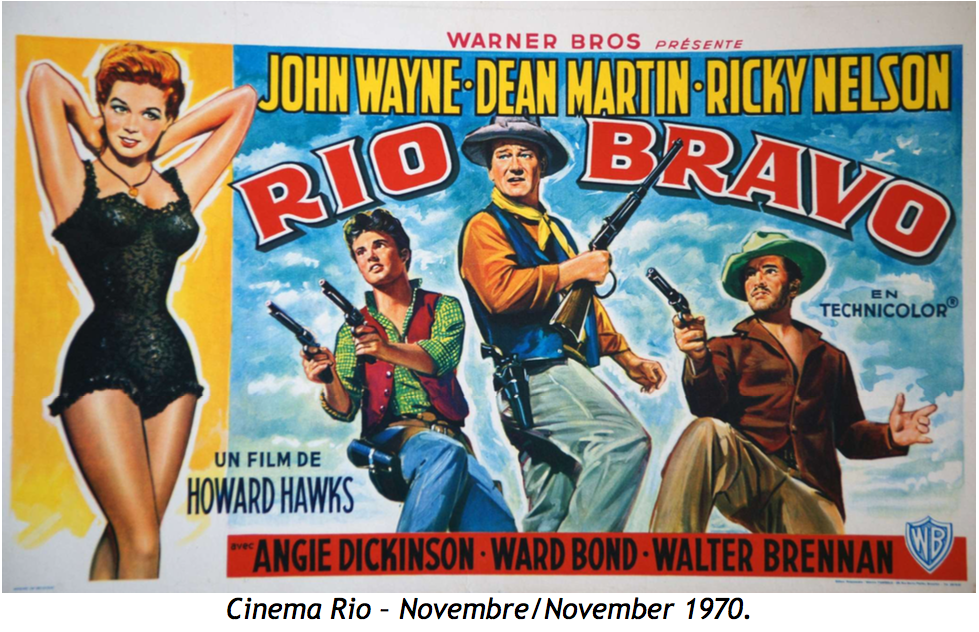 WARNER BROS PRÉSENTE
JOHN WAYNE · DEAN MARTIN · RICKY NELSON
RIO BRAVO
EN
TECHNICOLOR®
UN FILM DE
HOWARD HAWKS
avec ANGIE DICKINSON · WARD BOND · WALTER BRENNAN
WB
Cinema Rio – Novembre/November 1970.